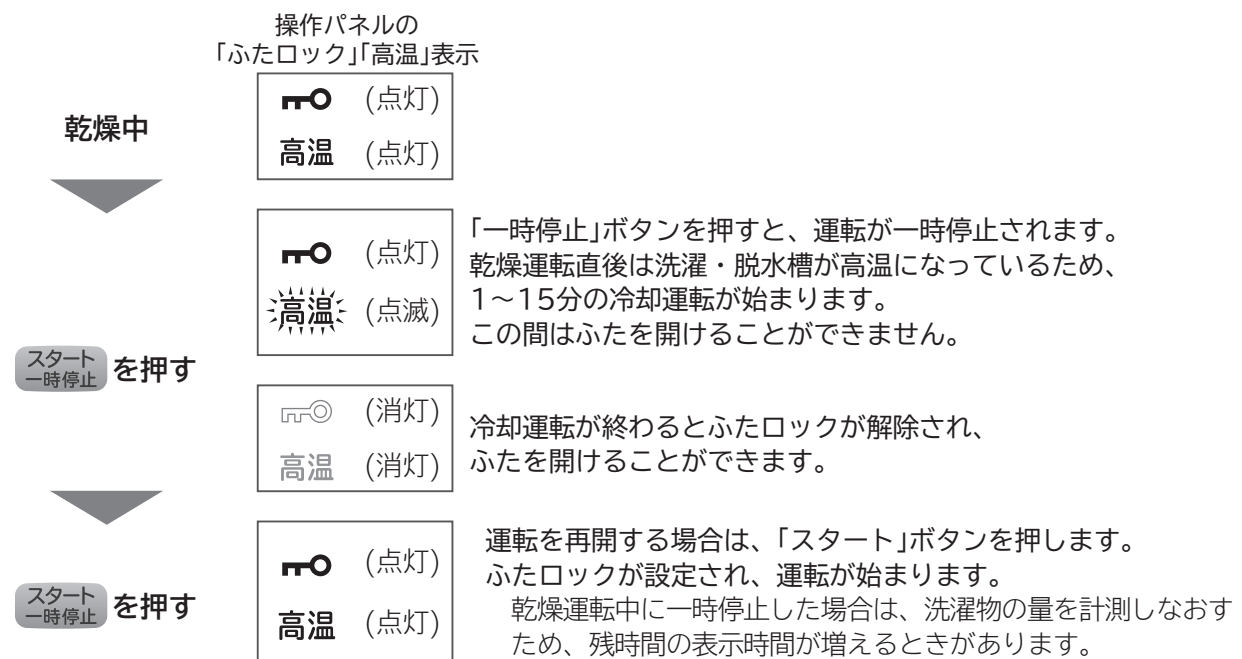 操作パネルの
「ふたロック」「高温」表示
乾燥中
(点灯)
高温 (点灯)
(点灯)
高温 (点滅)
「一時停止」ボタンを押すと、運転が一時停止されます。
乾燥運転直後は洗濯・脱水槽が高温になっているため、
1～15分の冷却運転が始まります。
この間はふたを開けることができません。
スタート
一時停止 を押す
(消灯)
高温 (消灯)
冷却運転が終わるとふたロックが解除され、
ふたを開けることができます。
スタート
一時停止 を押す
(点灯)
高温 (点灯)
運転を再開する場合は、「スタート」ボタンを押します。
ふたロックが設定され、運転が始まります。
乾燥運転中に一時停止した場合は、洗濯物の量を計測しなおす
ため、残時間の表示時間が増えるときがあります。